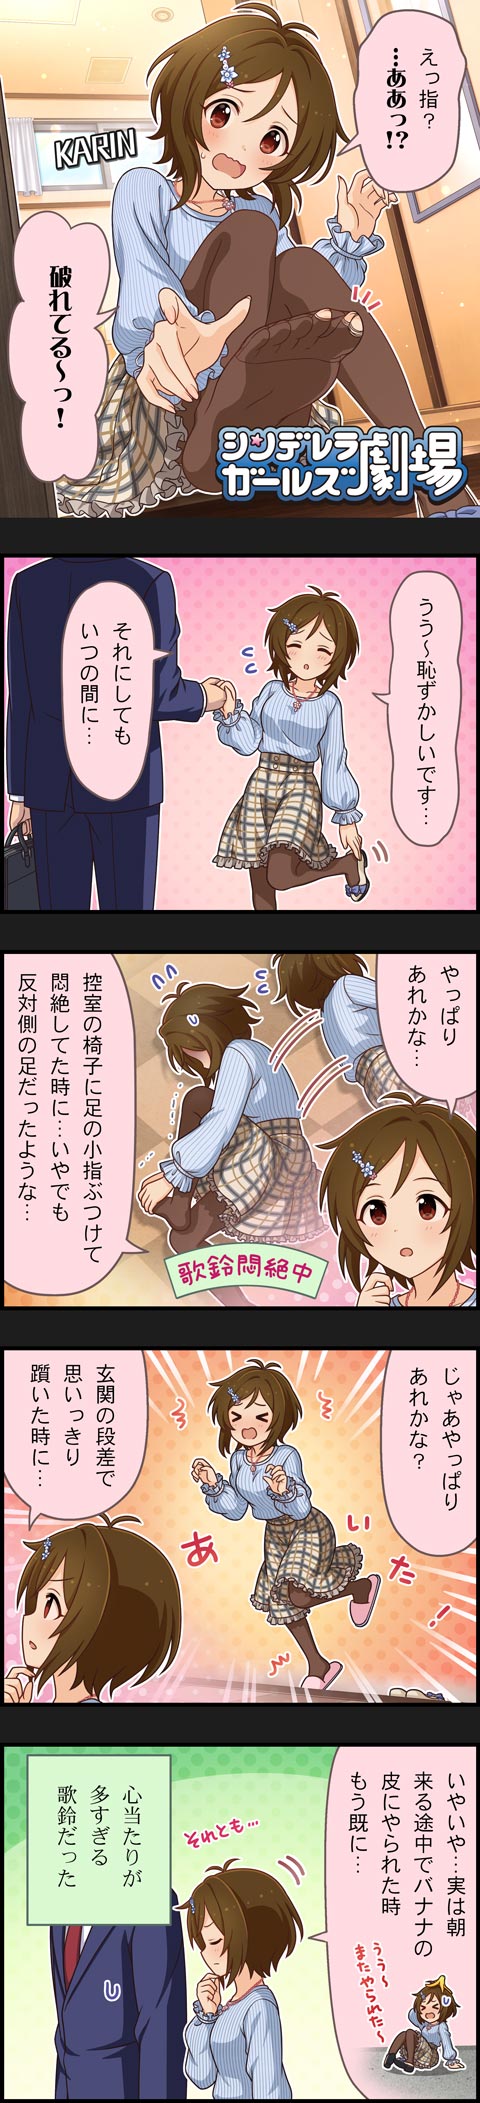 えっ指？
…ああっ!?
KARIN
破れてる〜っ！
シンデレラ
ガールズ劇場
うう〜恥ずかしいです…
それにしても
いつの間に…
やっぱり
あれかな…
控室の椅子に足の小指ぶつけて
悶絶してた時に…いやでも
反対側の足だったような…
歌鈴悶絶中
じゃあやっぱり
あれかな？
あいた！
玄関の段差で
思いっきり
躓いた時に…
いやいや…実は朝
来る途中でバナナの
皮にやられた時
もう既に…
うぅ〜
またやられた〜
それとも…
心当たりが
多すぎる
歌鈴だった